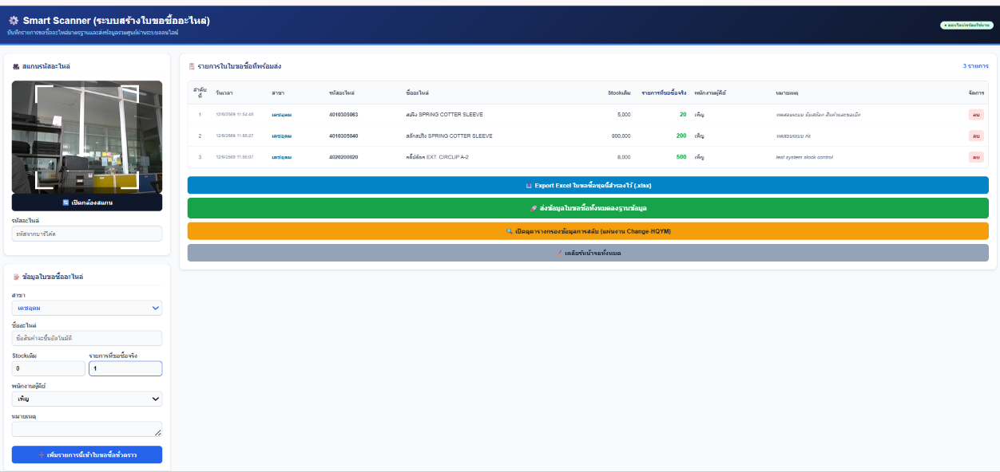 Smart Scanner (ระบบสร้างใบขอซื้ออะไหล่)
บันทึกรายการขอซื้ออะไหล่มาตรฐานและส่งข้อมูลรวมศูนย์ผ่านระบบออนไลน์
ออนไลน์พร้อมใช้งาน
สแกนรหัสอะไหล่
เปิดกล้องสแกน
รหัสอะไหล่
รหัสจากบาร์โค้ด
ข้อมูลใบขอซื้ออะไหล่
สาขา
เดชอุดม
ชื่ออะไหล่
ชื่อสินค้าจะขึ้นอัตโนมัติ
Stockเดิม รายการที่ขอซื้อจริง
0 1
พนักงานผู้คีย์
เพ็ญ
หมายเหตุ
เพิ่มรายการนี้เข้าใบขอซื้อชั่วคราว
รายการในใบขอซื้อที่พร้อมส่ง 3 รายการ
ลำดับที่ วันเวลา สาขา รหัสอะไหล่ ชื่ออะไหล่ Stockเดิม รายการที่ขอซื้อจริง พนักงานผู้คีย์ หมายเหตุ จัดการ
1 12/6/2569 11:54:48 เดชอุดม 4010305063 สปริง SPRING COTTER SLEEVE 5,000 20 เพ็ญ ทดสอบระบบ นับสต๊อก สินค้าและขอเบิก ลบ
2 12/6/2569 11:55:27 เดชอุดม 4010305040 สลักสปริง SPRING COTTER SLEEVE 900,000 200 เพ็ญ ทดสอบระบบ ค่ะ ลบ
3 12/6/2569 11:56:07 เดชอุดม 4020200020 คลิ๊ปล๊อค EXT. CIRCLIP A-2 8,000 500 เพ็ญ test system stock control ลบ
Export Excel ใบขอซื้อชุดนี้สำรองไว้ (.xlsx)
ส่งข้อมูลใบขอซื้อทั้งหมดลงฐานข้อมูล
เปิดดูตารางกรองข้อมูลการสลับ (แผ่นงาน Change-HQYM)
เคลียร์หน้าจอทั้งหมด